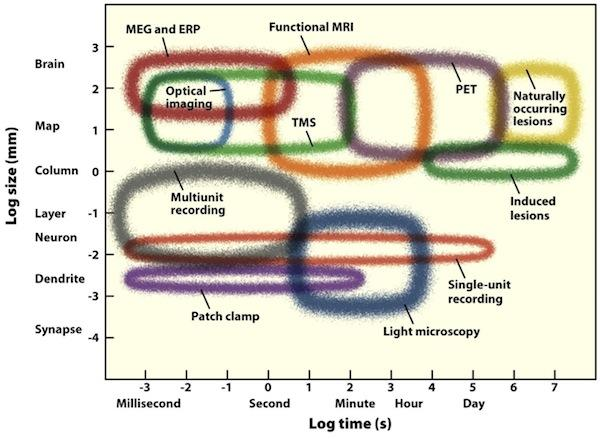 MEG and ERP
Functional MRI
Optical
imaging
TMS
PET
Naturally
occurring
lesions
Multiunit
recording
Induced
lesions
Single-unit
recording
Patch clamp
Light microscopy
Log size (mm)
Brain
Map
Column
Layer
Neuron
Dendrite
Synapse
3
2
1
0
-1
-2
-3
-4
-3 -2 -1 0 1 2 3 4 5 6 7
Millisecond Second Minute Hour Day
Log time (s)